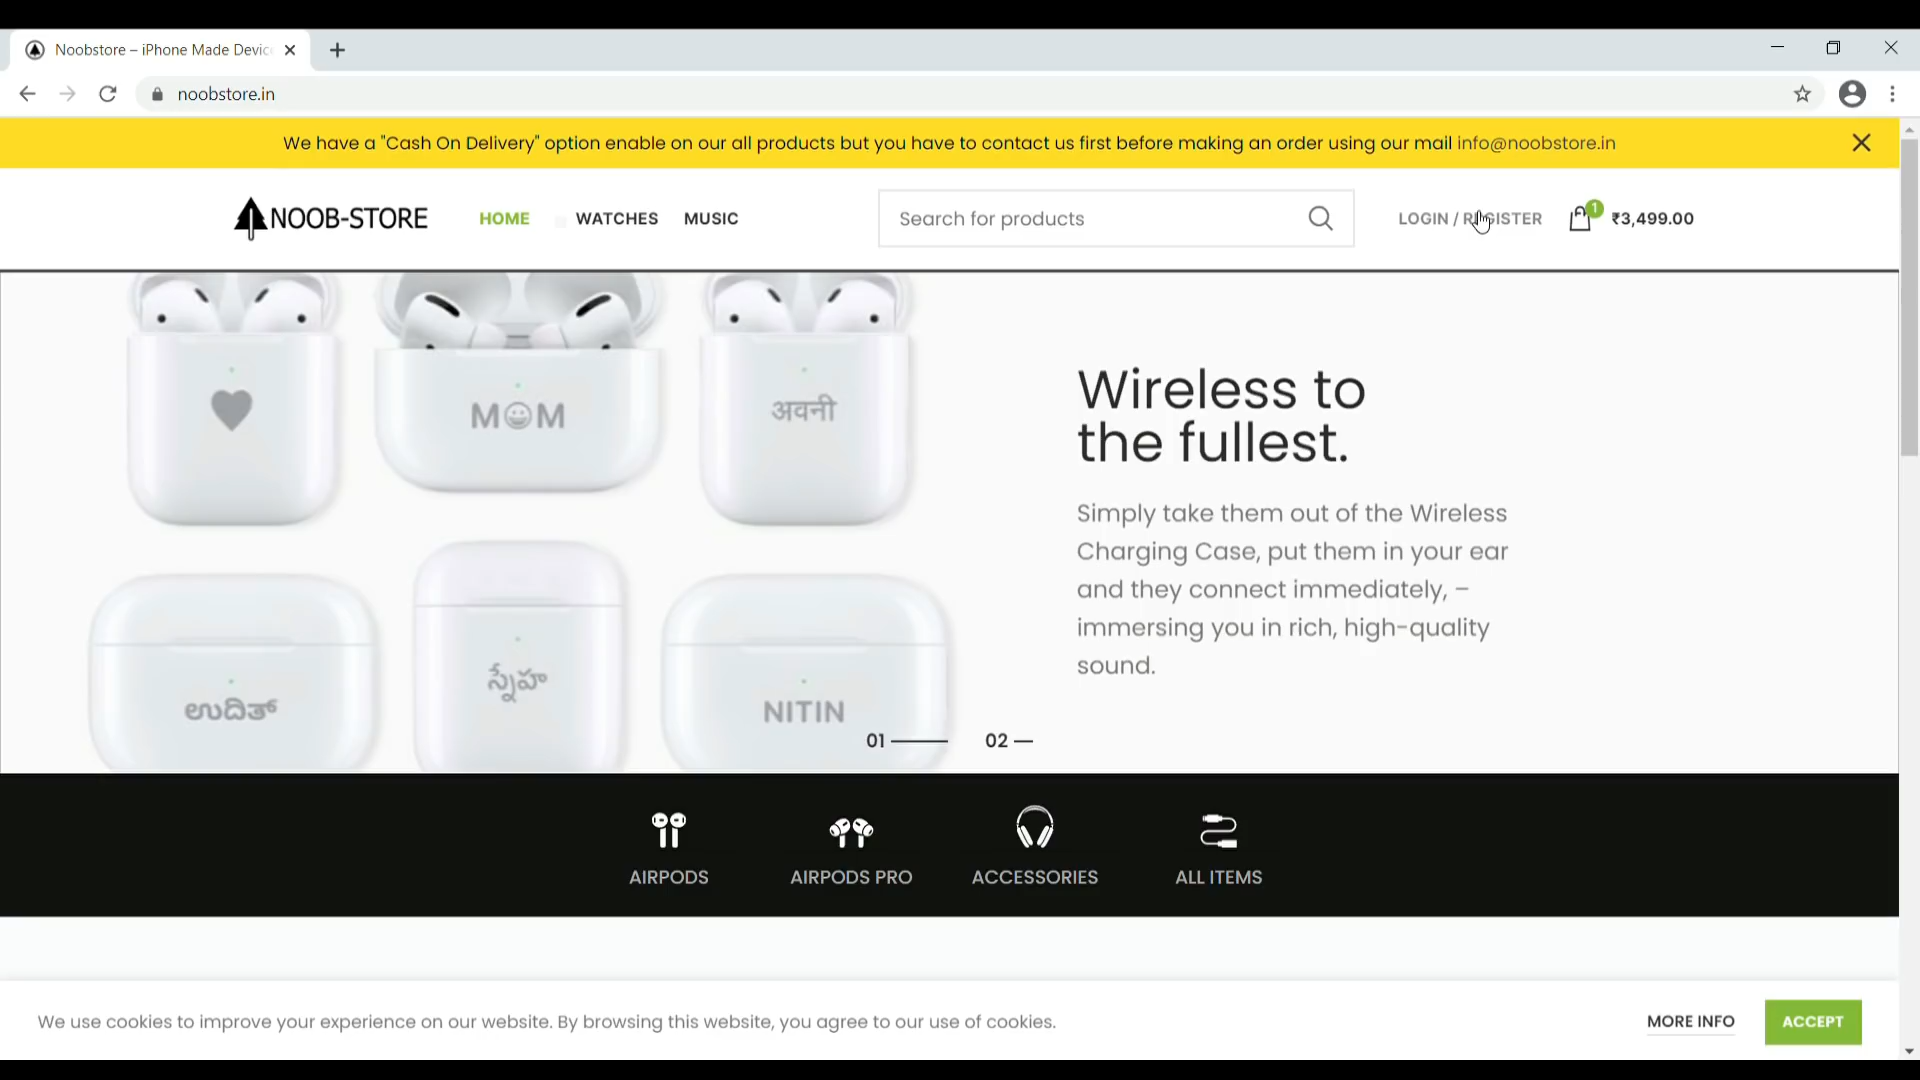 Noobstore – iPhone Made Devic
noobstore.in
We have a "Cash On Delivery" option enable on our all products but you have to contact us first before making an order using our mail info@noobstore.in
NOOB-STORE
HOME
WATCHES
MUSIC
Search for products
LOGIN / REGISTER
1
₹3,499.00
M😀M
अवनी
Wireless to
the fullest.
Simply take them out of the Wireless
Charging Case, put them in your ear
and they connect immediately, –
immersing you in rich, high-quality
sound.
ಉದಿತ್
స్నేహ
NITIN
01
02
AIRPODS
AIRPODS PRO
ACCESSORIES
ALL ITEMS
We use cookies to improve your experience on our website. By browsing this website, you agree to our use of cookies.
MORE INFO
ACCEPT